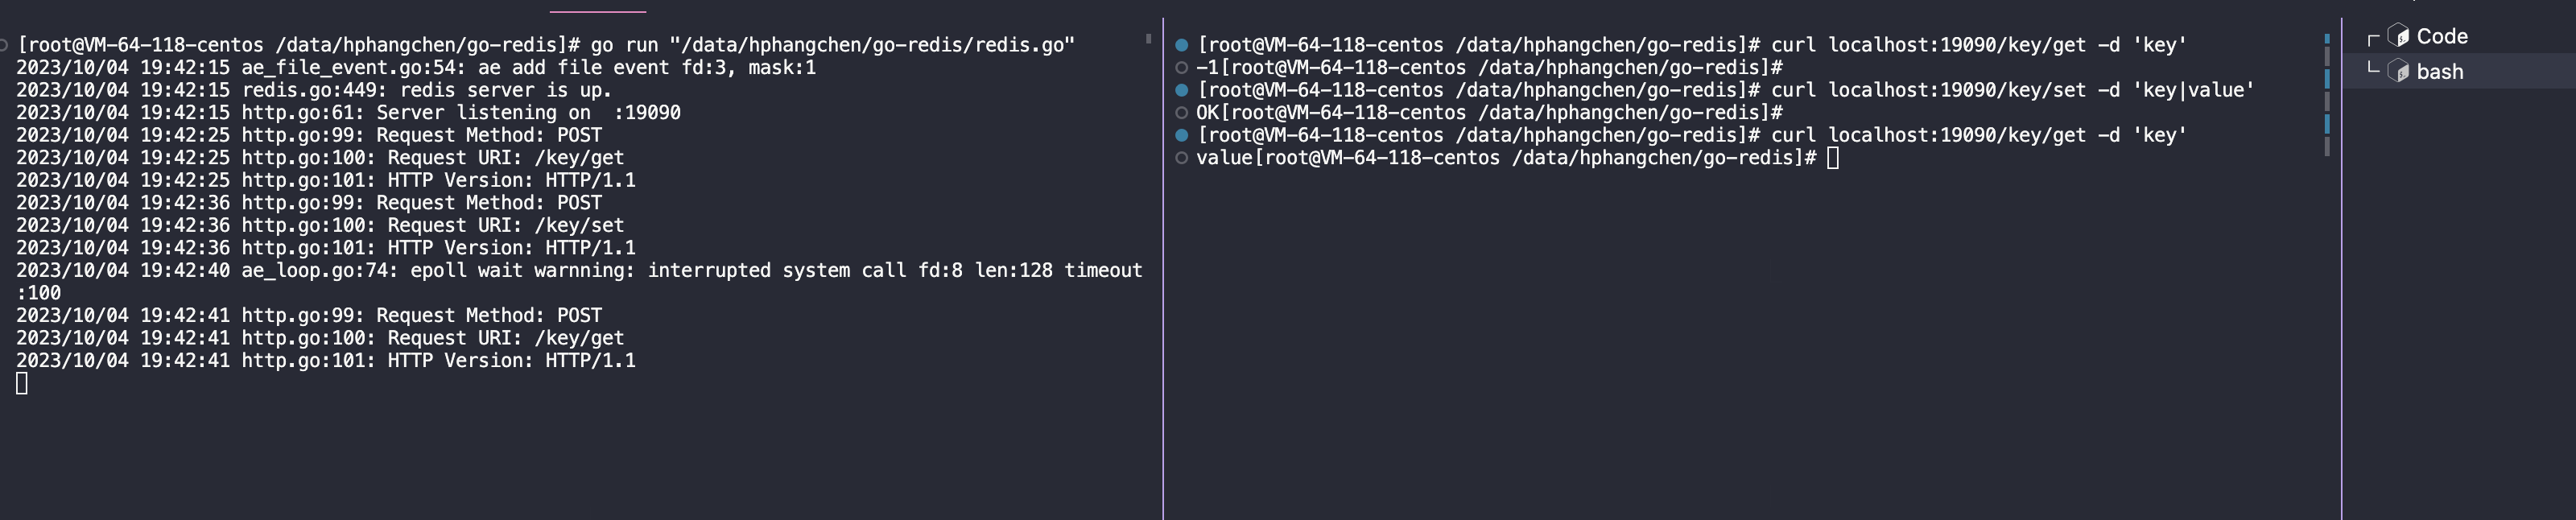 [root@VM-64-118-centos /data/hphangchen/go-redis]# go run "/data/hphangchen/go-redis/redis.go"
2023/10/04 19:42:15 ae_file_event.go:54: ae add file event fd:3, mask:1
2023/10/04 19:42:15 redis.go:449: redis server is up.
2023/10/04 19:42:15 http.go:61: Server listening on  :19090
2023/10/04 19:42:25 http.go:99: Request Method: POST
2023/10/04 19:42:25 http.go:100: Request URI: /key/get
2023/10/04 19:42:25 http.go:101: HTTP Version: HTTP/1.1
2023/10/04 19:42:36 http.go:99: Request Method: POST
2023/10/04 19:42:36 http.go:100: Request URI: /key/set
2023/10/04 19:42:36 http.go:101: HTTP Version: HTTP/1.1
2023/10/04 19:42:40 ae_loop.go:74: epoll wait warnning: interrupted system call fd:8 len:128 timeout
:100
2023/10/04 19:42:41 http.go:99: Request Method: POST
2023/10/04 19:42:41 http.go:100: Request URI: /key/get
2023/10/04 19:42:41 http.go:101: HTTP Version: HTTP/1.1
[root@VM-64-118-centos /data/hphangchen/go-redis]# curl localhost:19090/key/get -d 'key'
-1[root@VM-64-118-centos /data/hphangchen/go-redis]#
[root@VM-64-118-centos /data/hphangchen/go-redis]# curl localhost:19090/key/set -d 'key|value'
OK[root@VM-64-118-centos /data/hphangchen/go-redis]#
[root@VM-64-118-centos /data/hphangchen/go-redis]# curl localhost:19090/key/get -d 'key'
value[root@VM-64-118-centos /data/hphangchen/go-redis]#
Code
bash